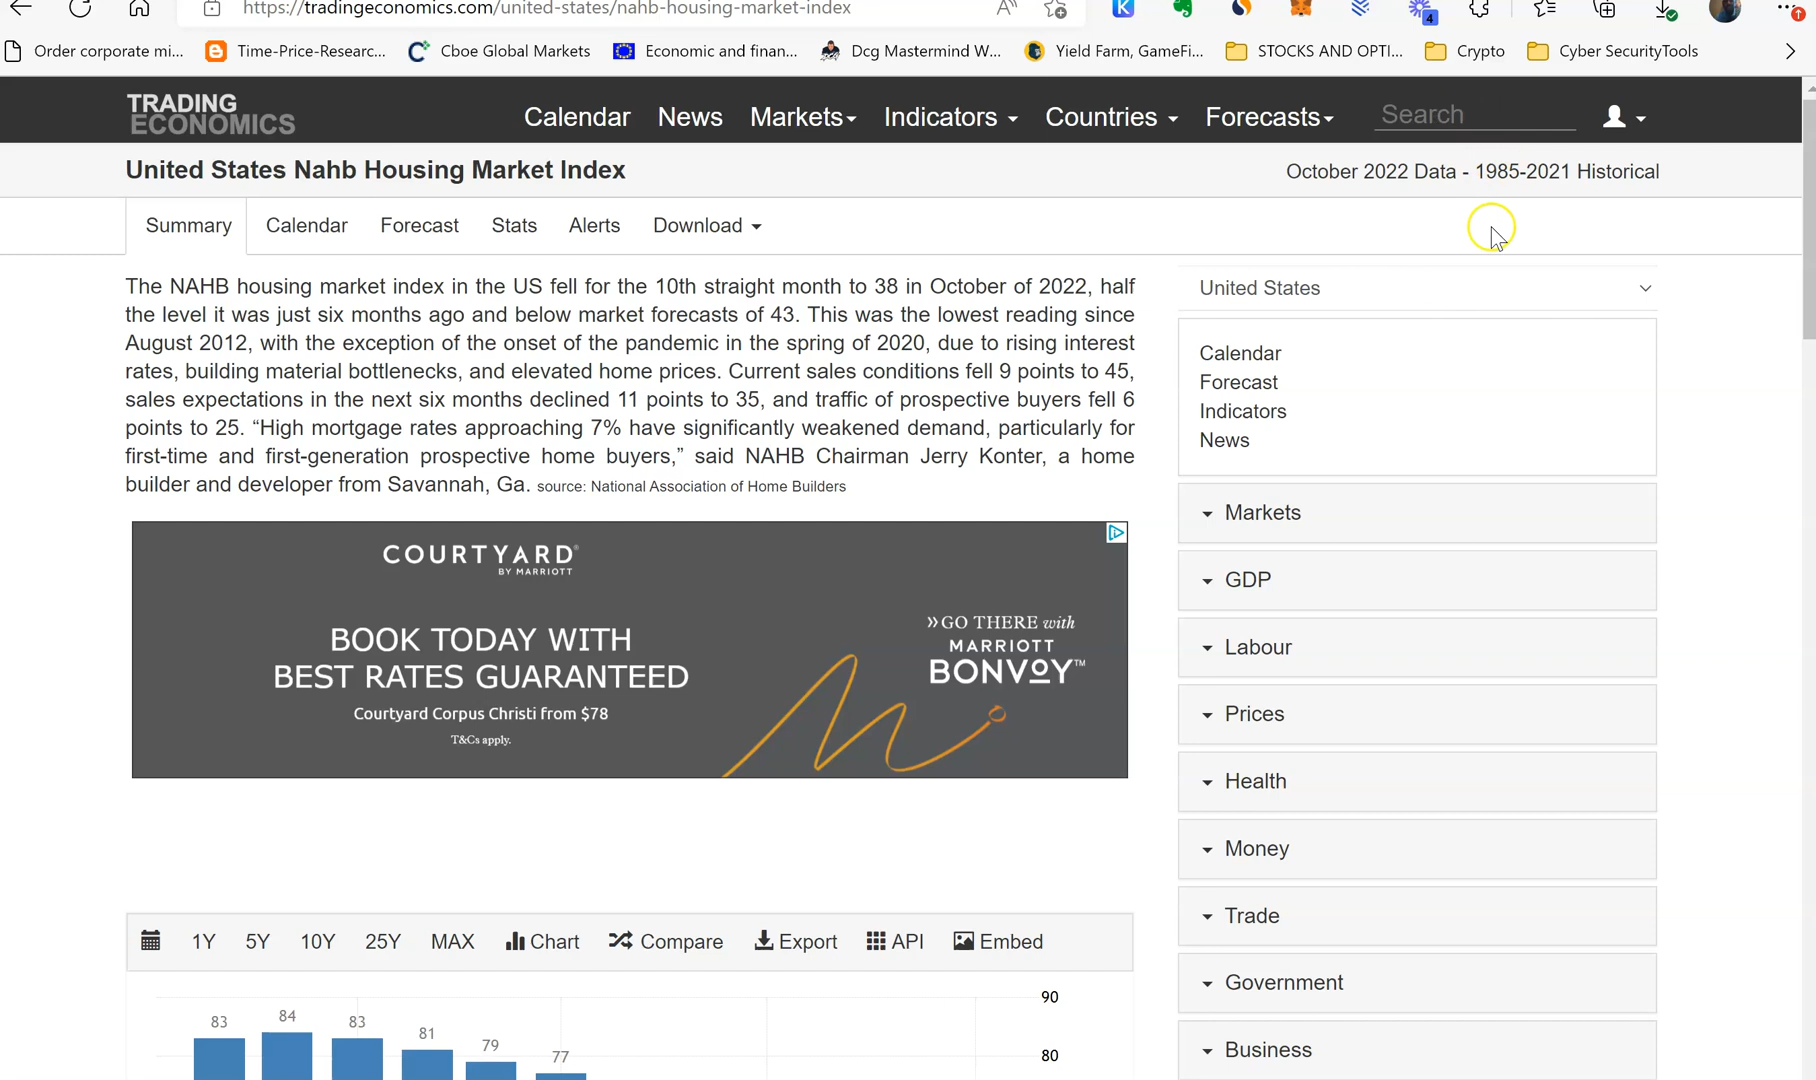 https://tradingeconomics.com/united-states/nahb-housing-market-index
4
Order corporate mi...
Time-Price-Researc...
Cboe Global Markets
Economic and finan...
Dcg Mastermind W...
Yield Farm, GameFi...
STOCKS AND OPTI...
Crypto
Cyber SecurityTools
TRADING
ECONOMICS
Calendar
News
Markets
Indicators
Countries
Forecasts
Search
United States Nahb Housing Market Index
October 2022 Data - 1985-2021 Historical
Summary
Calendar
Forecast
Stats
Alerts
Download
The NAHB housing market index in the US fell for the 10th straight month to 38 in October of 2022, half
the level it was just six months ago and below market forecasts of 43. This was the lowest reading since
August 2012, with the exception of the onset of the pandemic in the spring of 2020, due to rising interest
rates, building material bottlenecks, and elevated home prices. Current sales conditions fell 9 points to 45,
sales expectations in the next six months declined 11 points to 35, and traffic of prospective buyers fell 6
points to 25. “High mortgage rates approaching 7% have significantly weakened demand, particularly for
first-time and first-generation prospective home buyers,” said NAHB Chairman Jerry Konter, a home
builder and developer from Savannah, Ga. source: National Association of Home Builders
COURTYARD®
BY MARRIOTT
BOOK TODAY WITH
BEST RATES GUARANTEED
Courtyard Corpus Christi from $78
T&Cs apply.
»GO THERE with
MARRIOTT
BONVOY™
1Y
5Y
10Y
25Y
MAX
Chart
Compare
Export
API
Embed
83
84
83
81
79
77
90
80
United States
Calendar
Forecast
Indicators
News
Markets
GDP
Labour
Prices
Health
Money
Trade
Government
Business